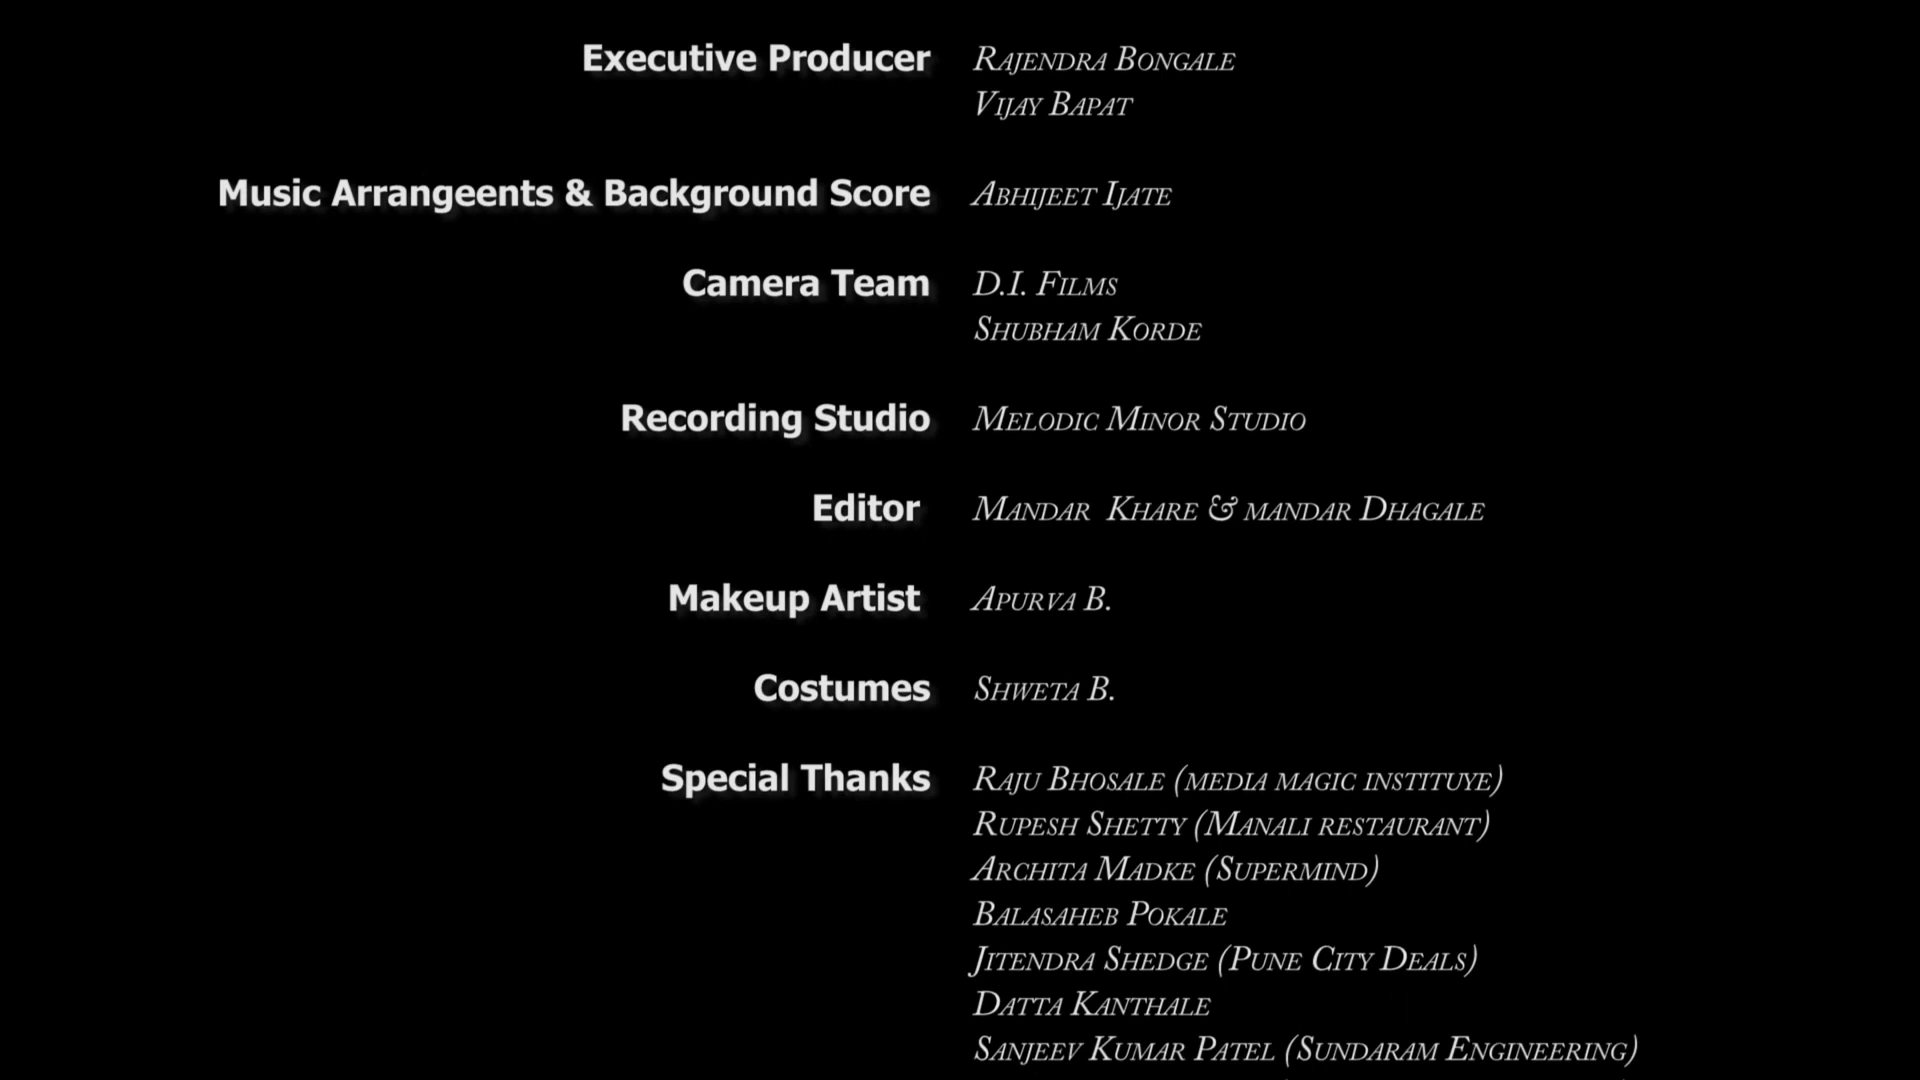 Executive Producer Rajendra Bongale
Vijay Bapat
Music Arrangeents & Background Score Abhijeet Ijate
Camera Team D.I. Films
Shubham Korde
Recording Studio Melodic Minor Studio
Editor Mandar Khare & mandar Dhagale
Makeup Artist Apurva B.
Costumes Shweta B.
Special Thanks Raju Bhosale (media magic instituye)
Rupesh Shetty (Manali restaurant)
Archita Madke (Supermind)
Balasaheb Pokale
Jitendra Shedge (Pune City Deals)
Datta Kanthale
Sanjeev Kumar Patel (Sundaram Engineering)